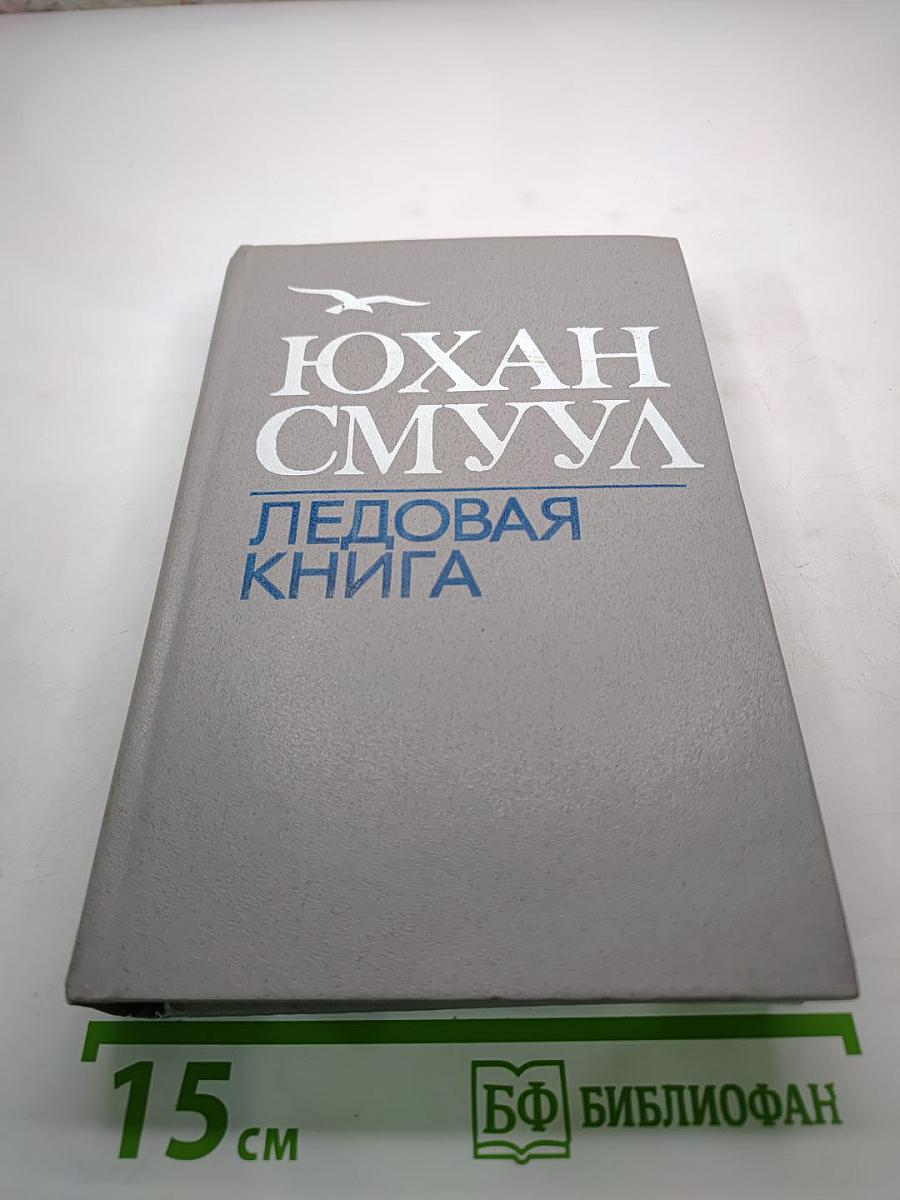 ЮХАН
СМУУЛ
ЛЕДОВАЯ
КНИГА
15 см
БФ БИБЛИОФАН